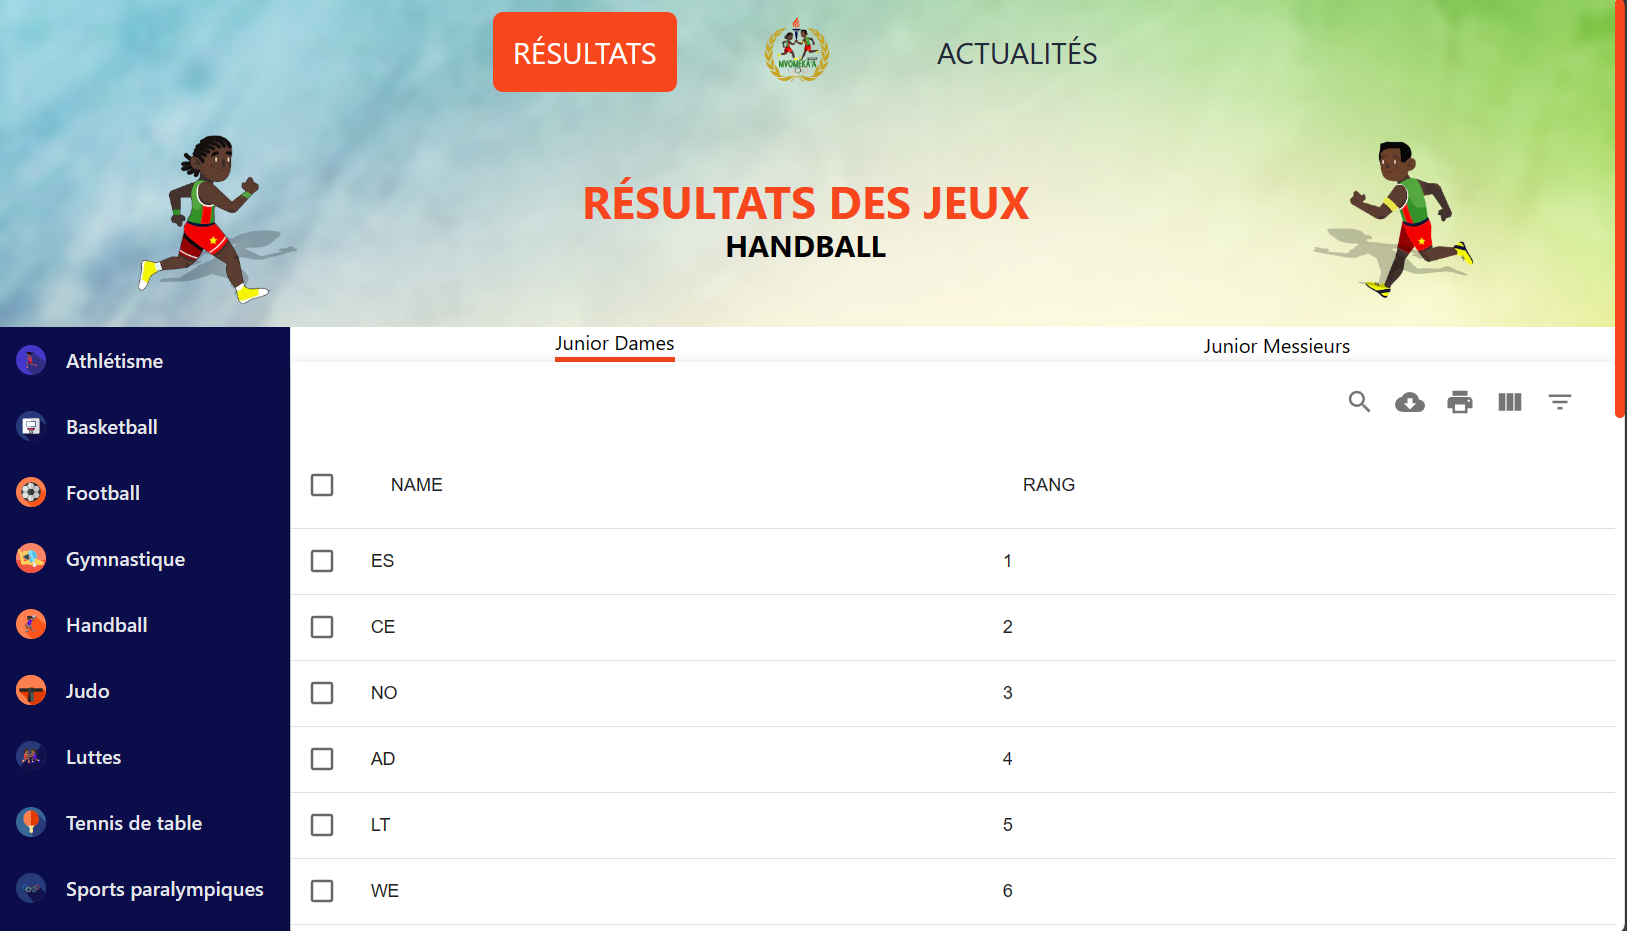 RÉSULTATS
MVOMEKA'A
ACTUALITÉS
RÉSULTATS DES JEUX
HANDBALL
Athlétisme
Basketball
Football
Gymnastique
Handball
Judo
Luttes
Tennis de table
Sports paralympiques
Junior Dames
Junior Messieurs
NAME RANG
ES 1
CE 2
NO 3
AD 4
LT 5
WE 6